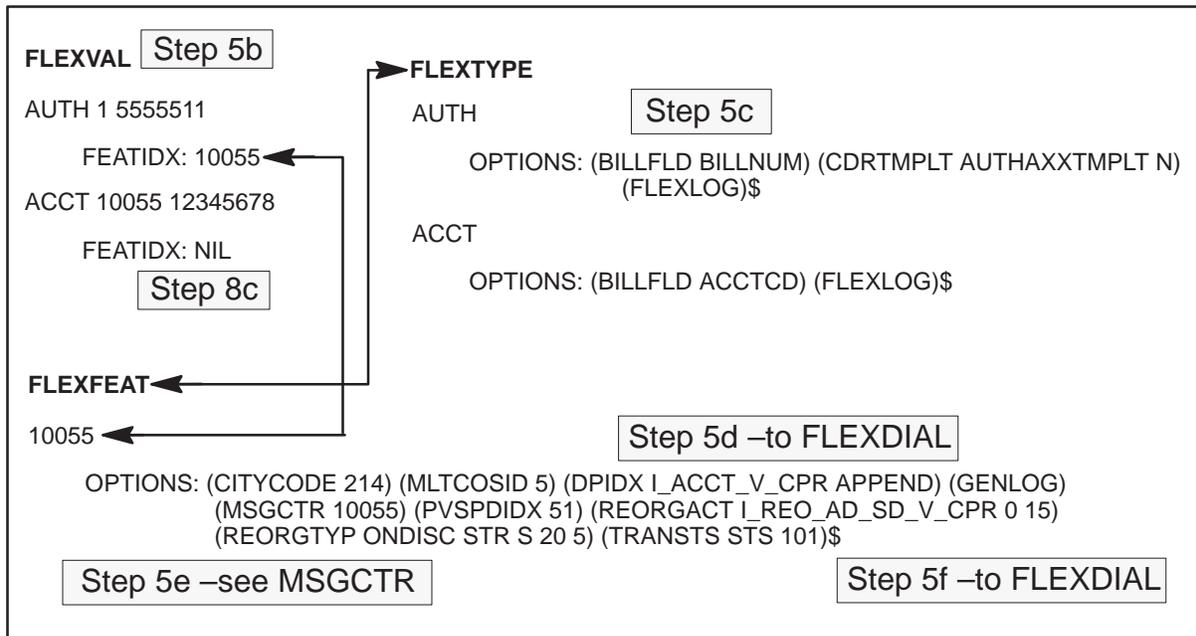 FLEXVAL Step 5b
AUTH 1 5555511
FEATIDX: 10055
ACCT 10055 12345678
FEATIDX: NIL
Step 8c
FLEXTYPE
AUTH Step 5c
OPTIONS: (BILLFLD BILLNUM) (CDRTMPLT AUTHAXXTMPLT N)
(FLEXLOG)$
ACCT
OPTIONS: (BILLFLD ACCTCD) (FLEXLOG)$
FLEXFEAT
10055
Step 5d –to FLEXDIAL
OPTIONS: (CITYCODE 214) (MLTCOSID 5) (DPIDX I_ACCT_V_CPR APPEND) (GENLOG)
(MSGCTR 10055) (PVSPDIDX 51) (REORGACT I_REO_AD_SD_V_CPR 0 15)
(REORGTYP ONDISC STR S 20 5) (TRANSTS STS 101)$
Step 5e –see MSGCTR
Step 5f –to FLEXDIAL